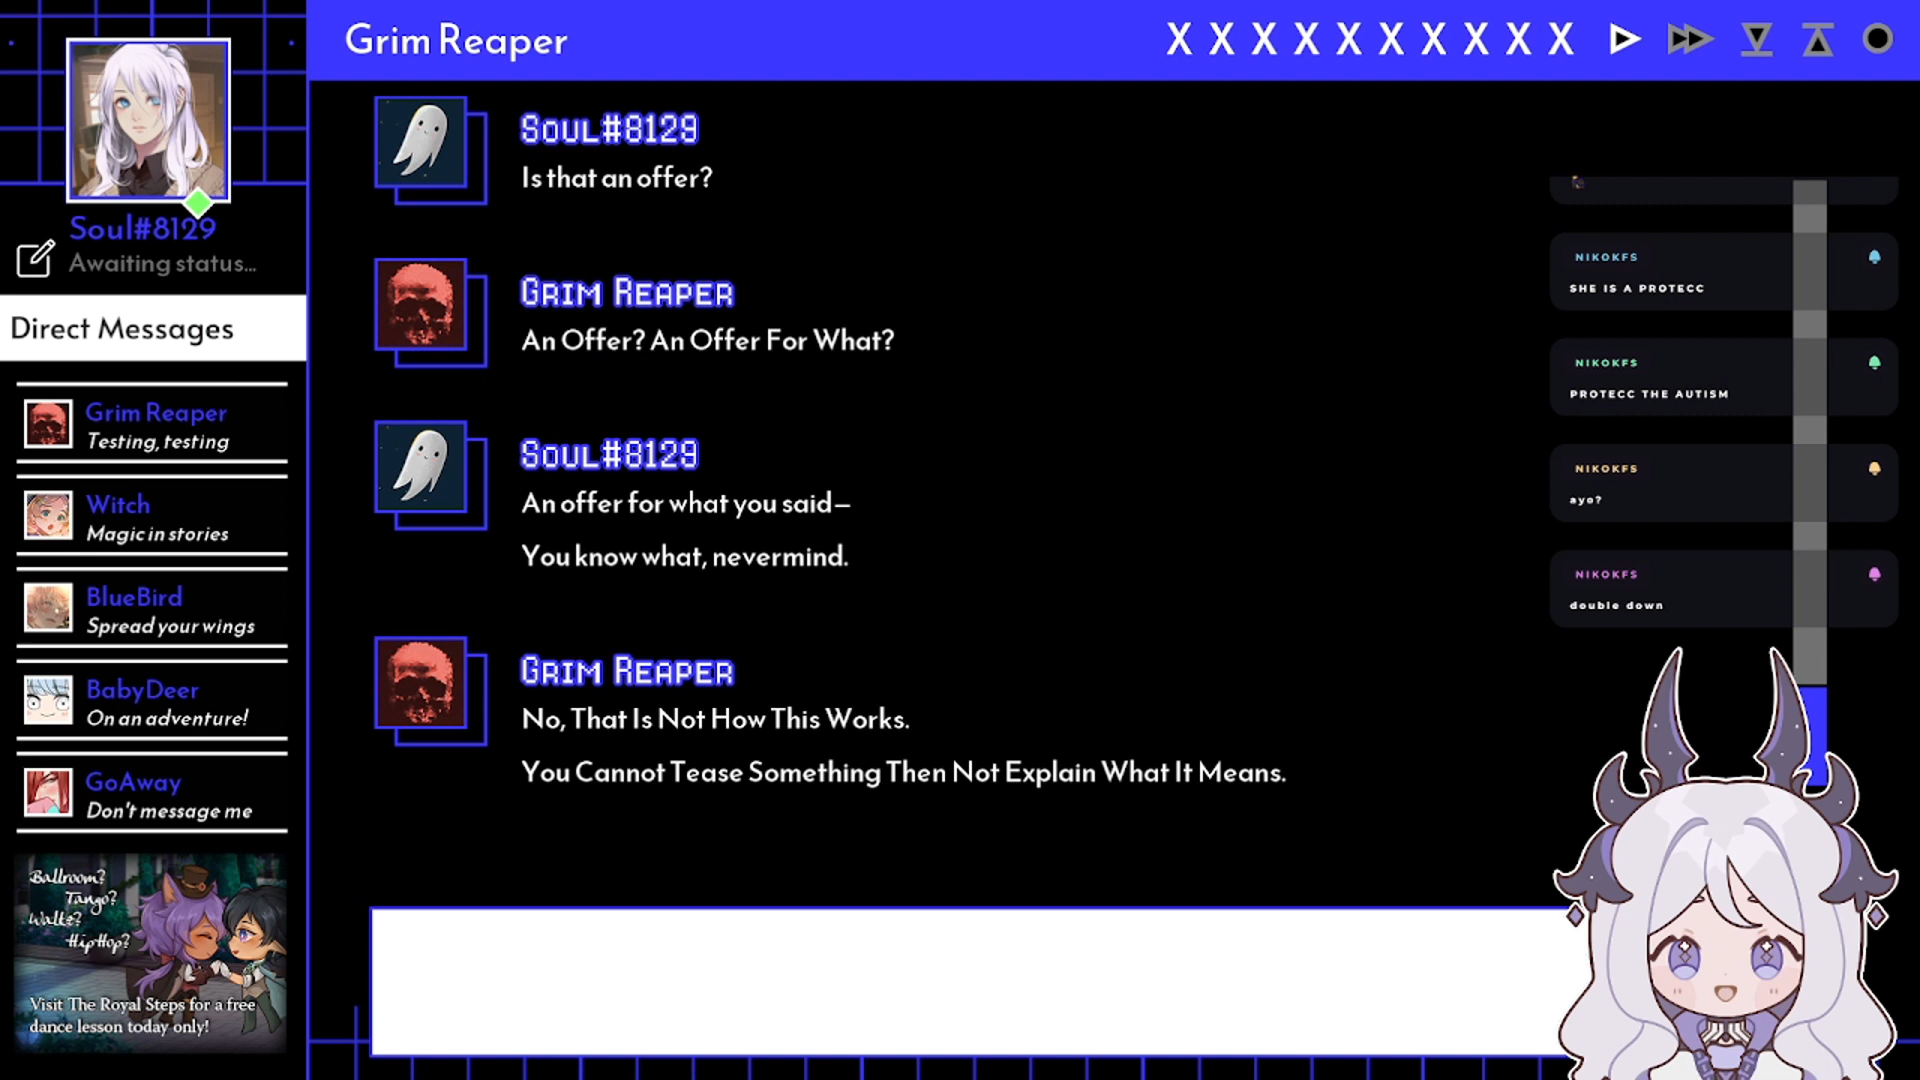 Grim Reaper
X X X X X X X X X X
Soul#8129
Awaiting status...
Direct Messages
Grim Reaper
Testing, testing
Witch
Magic in stories
BlueBird
Spread your wings
BabyDeer
On an adventure!
GoAway
Don't message me
Ballroom?
Tango?
Waltz?
HipHop?
Visit The Royal Steps for a free
dance lesson today only!
Soul#8129
Is that an offer?
Grim Reaper
An Offer? An Offer For What?
Soul#8129
An offer for what you said—
You know what, nevermind.
Grim Reaper
No, That Is Not How This Works.
You Cannot Tease Something Then Not Explain What It Means.
NIKOKFS
SHE IS A PROTECC
NIKOKFS
PROTECC THE AUTISM
NIKOKFS
ayo?
NIKOKFS
double down